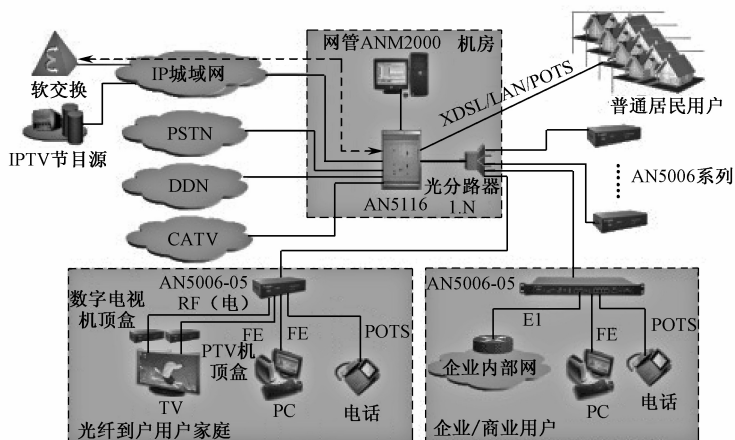 网管ANM2000 机房
软交换
IP城域网
IPTV节目源
PSTN
DDN
CATV
XDSL/LAN/POTS
普通居民用户
光分路器
1.N
AN5116
AN5006系列
AN5006-05
RF（电）
数字电视
机顶盒
PTV机
顶盒
FE
FE
POTS
TV
PC
电话
光纤到户用户家庭
AN5006-05
E1
FE
POTS
企业内部网
PC
电话
企业/商业用户